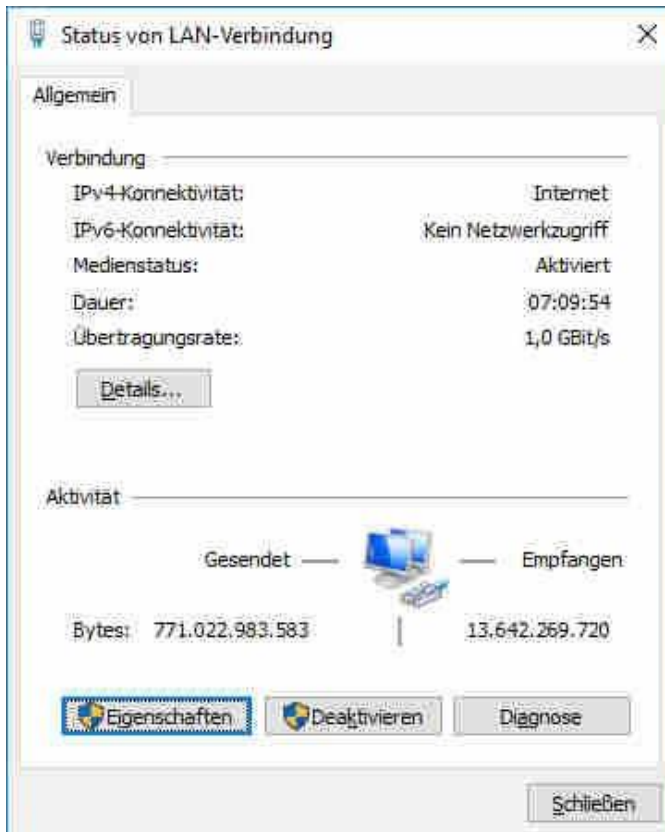 Status von LAN-Verbindung
Allgemein
Verbindung
IPv4-Konnektivität: Internet
IPv6-Konnektivität: Kein Netzwerkzugriff
Medienstatus: Aktiviert
Dauer: 07:09:54
Übertragungsrate: 1,0 GBit/s
Details...
Aktivität
Gesendet Empfangen
Bytes: 771.022.983.583 13.642.269.720
Eigenschaften Deaktivieren Diagnose
Schließen